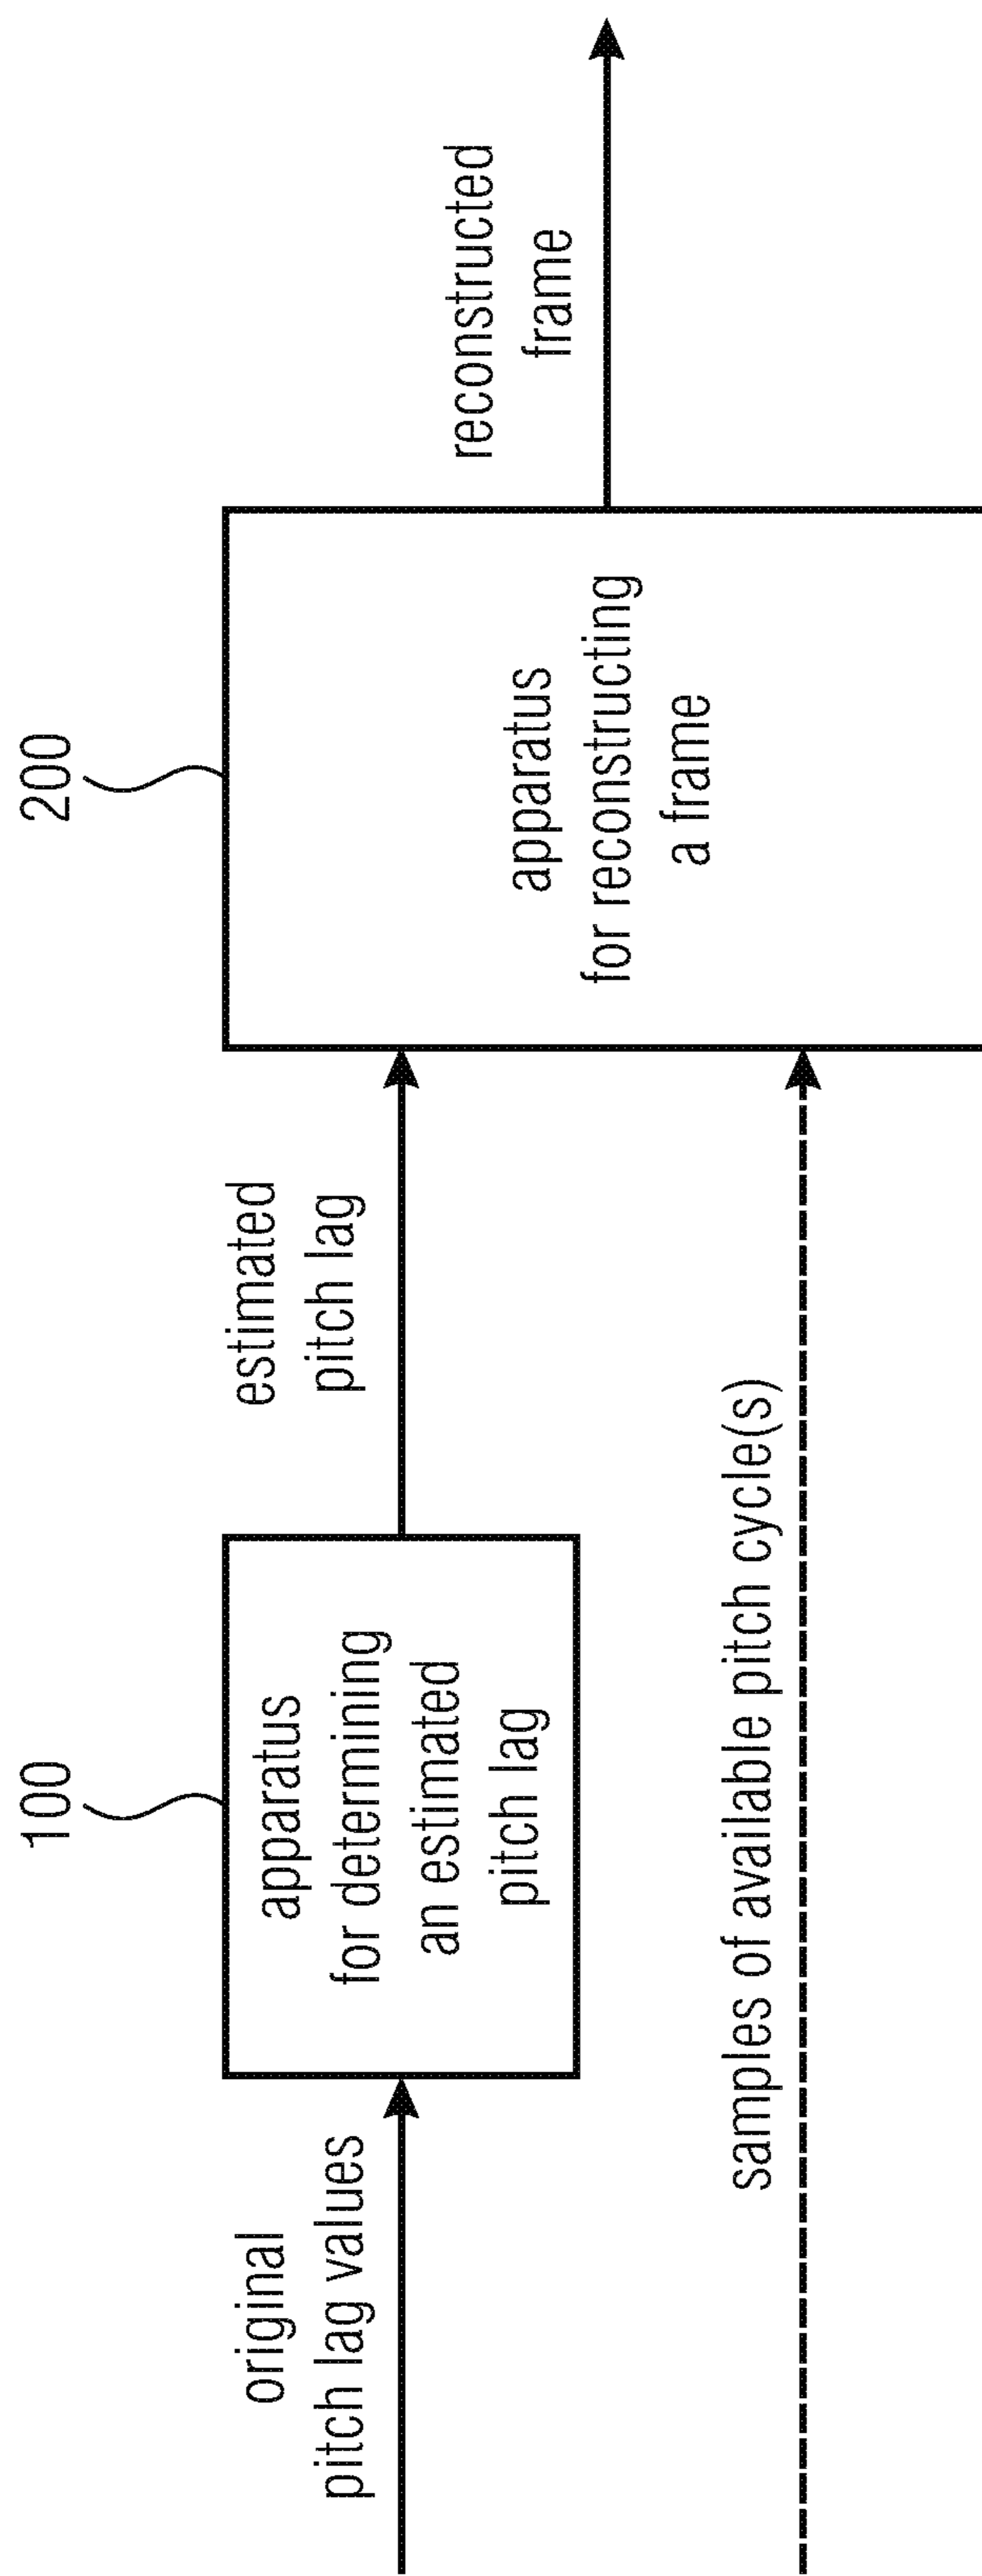 original
pitch lag values
100
apparatus
for determining
an estimated
pitch lag
estimated
pitch lag
samples of available pitch cycle(s)
200
apparatus
for reconstructing
a frame
reconstructed
frame